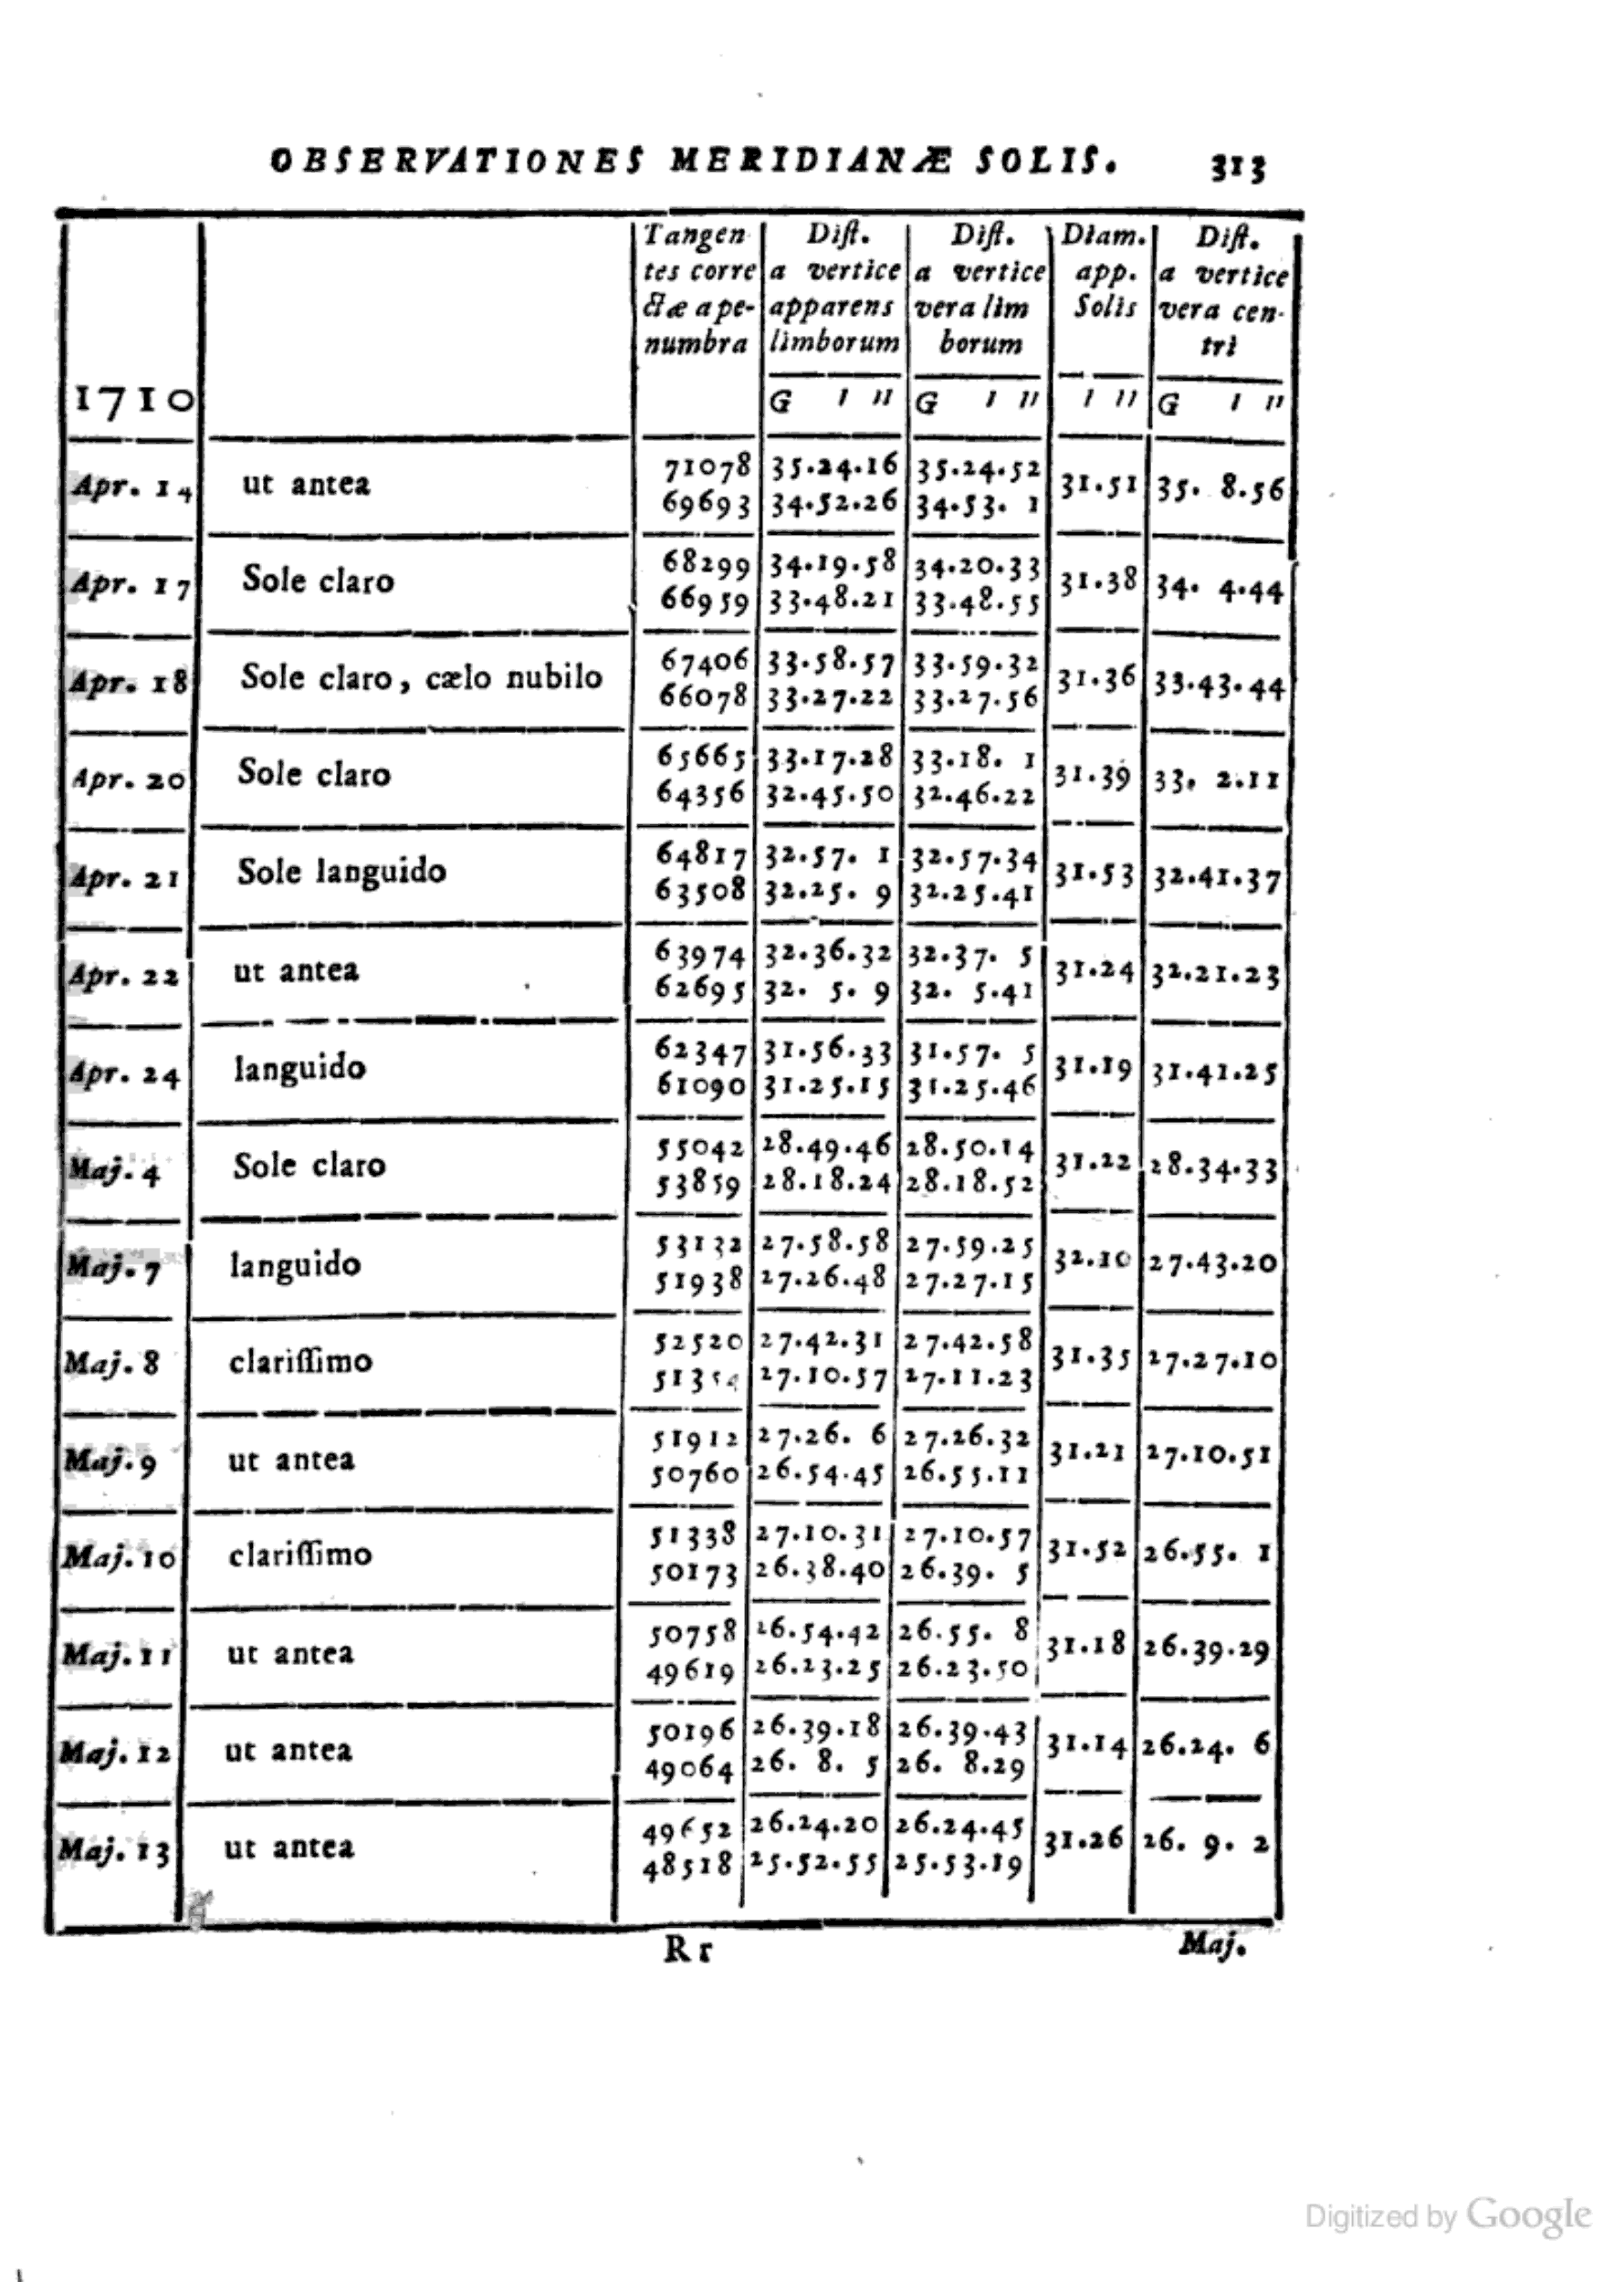 OBSERVATIONES MERIDIANÆ SOLIS. 313
1710
Tangen tes corre ctæ a pe- numbra
Dist. a vertice apparens limborum
Dist. a vertice vera lim borum
Diam. app. Solis
Dist. a vertice vera cen- tri
G ' " G ' " ' " G ' "
Apr. 14 ut antea 71078 35.24.16 35.24.52 31.51 35. 8.56
69693 34.52.26 34.53. 1
Apr. 17 Sole claro 68299 34.19.58 34.20.33 31.38 34. 4.44
66959 33.48.21 33.48.55
Apr. 18 Sole claro, cælo nubilo 67406 33.58.57 33.59.32 31.36 33.43.44
66078 33.27.22 33.27.56
Apr. 20 Sole claro 65665 33.17.28 33.18. 1 31.39 33. 2.11
64356 32.45.50 32.46.22
Apr. 21 Sole languido 64817 32.57. 1 32.57.34 31.53 32.41.37
63508 32.25. 9 32.25.41
Apr. 22 ut antea 63974 32.36.32 32.37. 5 31.24 32.21.23
62695 32. 5. 9 32. 5.41
Apr. 24 languido 62347 31.56.33 31.57. 5 31.19 31.41.25
61090 31.25.15 31.25.46
Maj. 4 Sole claro 55042 28.49.46 28.50.14 31.22 28.34.33
53859 28.18.24 28.18.52
Maj. 7 languido 53132 27.58.58 27.59.25 32.10 27.43.20
51938 27.26.48 27.27.15
Maj. 8 clarissimo 52520 27.42.31 27.42.58 31.35 27.27.10
27.10.57 27.11.23
Maj. 9 ut antea 51912 27.26. 6 27.26.32 31.21 27.10.51
50760 26.54.45 26.55.11
Maj. 10 clarissimo 51338 27.10.31 27.10.57 31.52 26.55. 1
50173 26.38.40 26.39. 5
Maj. 11 ut antea 50758 26.54.42 26.55. 8 31.18 26.39.29
49619 26.23.25 26.23.50
Maj. 12 ut antea 50196 26.39.18 26.39.43 31.14 26.24. 6
49064 26. 8. 5 26. 8.29
Maj. 13 ut antea 49652 26.24.20 26.24.45 31.26 26. 9. 2
48518 25.52.55 25.53.19
Rr Maj.
Digitized by Google